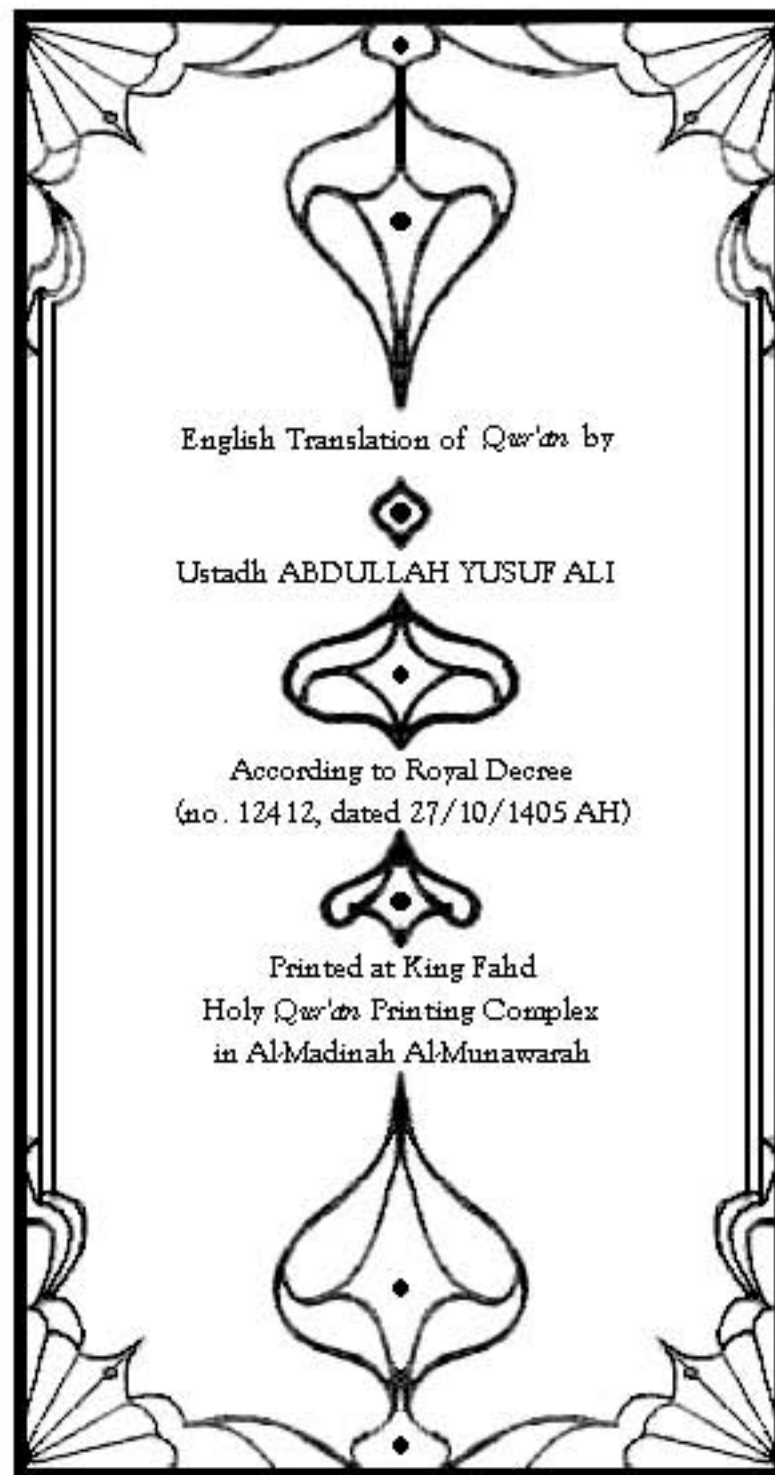 English Translation of Qur'an by
Ustadh ABDULLAH YUSUF ALI
According to Royal Decree
(no. 12412, dated 27/10/1405 AH)
Printed at King Fahd
Holy Qur'an Printing Complex
in Al-Madinah Al-Munawarah